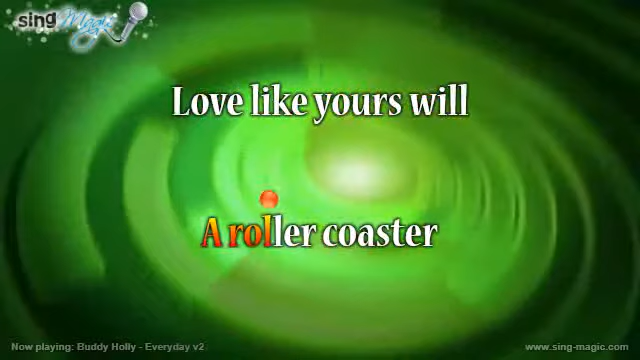 sing Magic
Love like yours will
A roller coaster
Now playing: Buddy Holly - Everyday v2
www.sing-magic.com